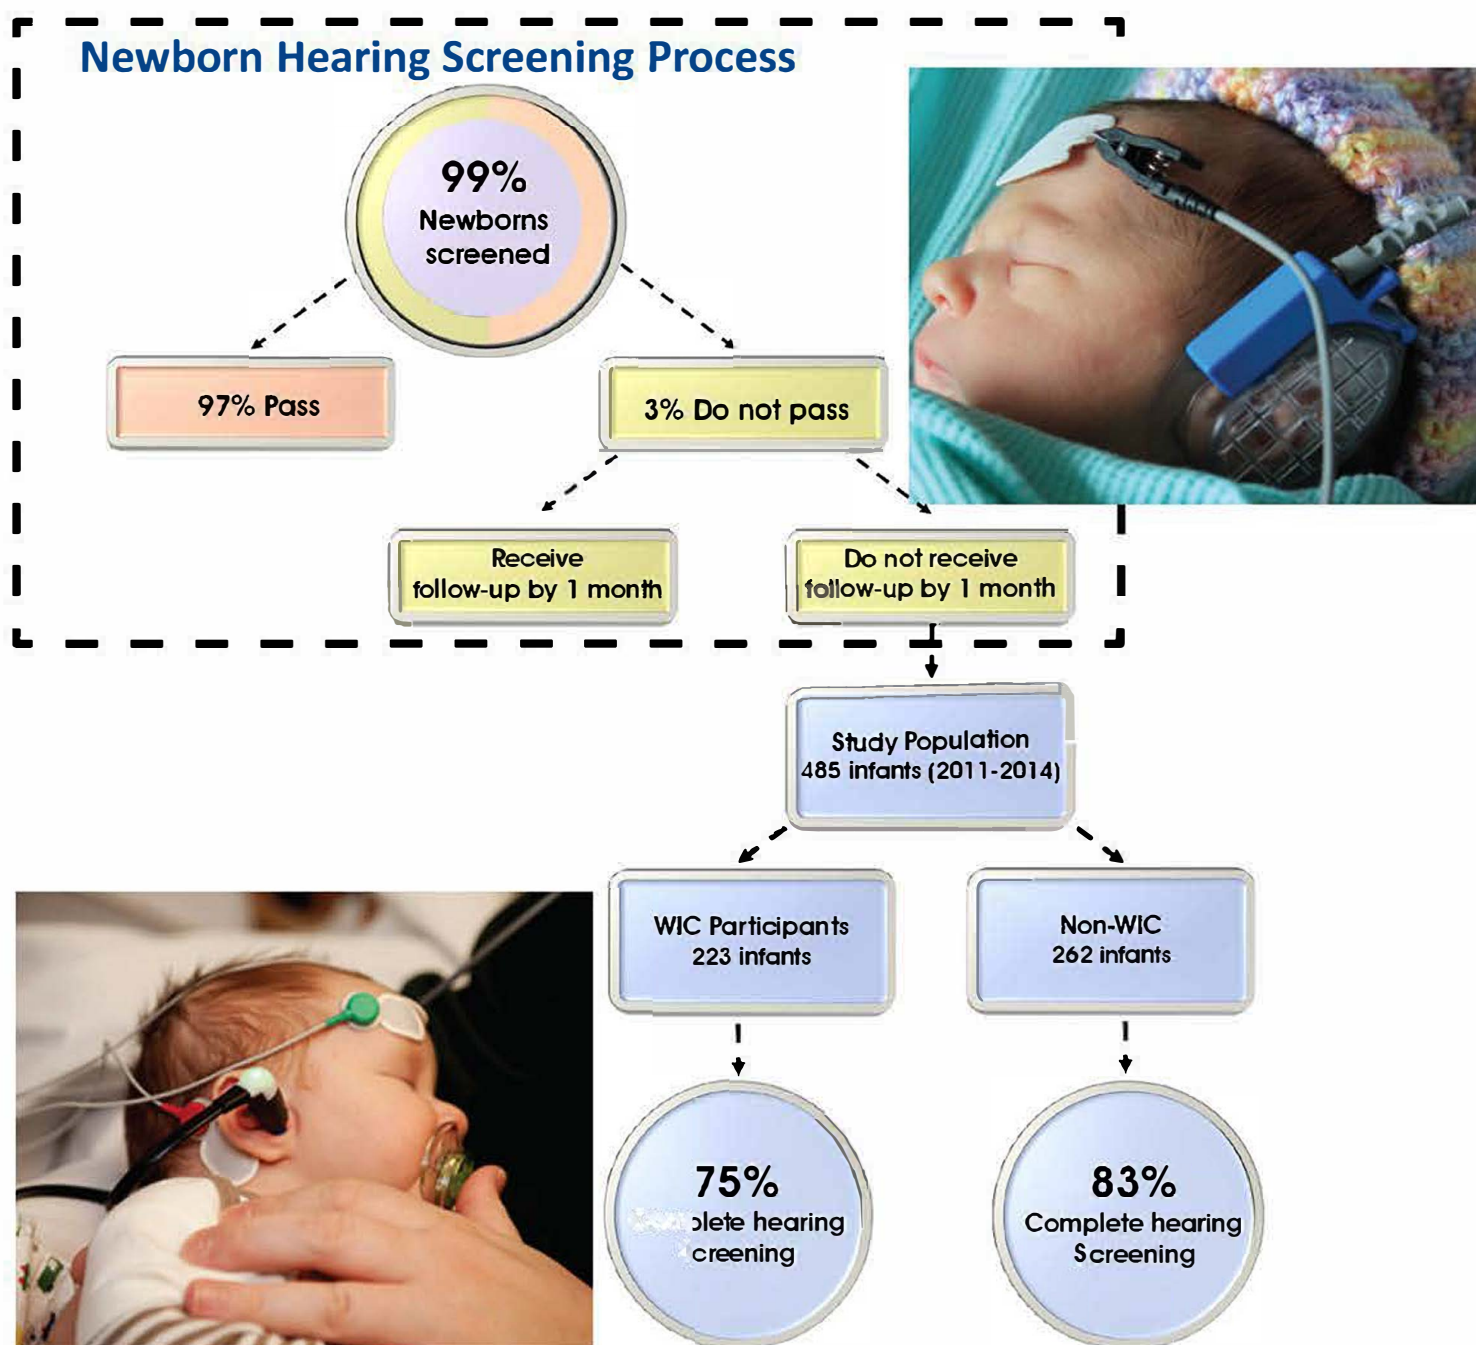 Newborn Hearing Screening Process
99%
Newborns
screened
97% Pass
3% Do not pass
Receive
follow-up by 1 month
Do not receive
follow-up by 1 month
Study Population
485 infants (2011-2014)
WIC Participants
223 infants
Non-WIC
262 infants
75%
plete hearing
creening
83%
Complete hearing
Screening